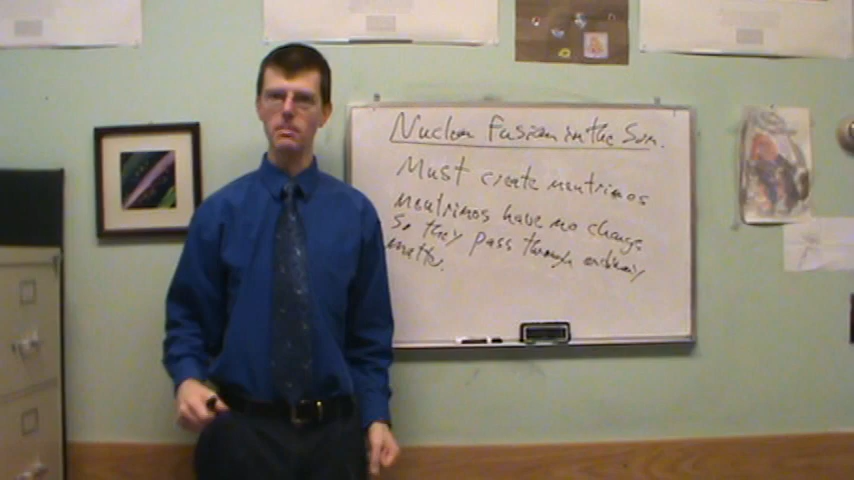 Nuclear Fusion in the Sun.
Must create neutrinos
neutrinos have no charge
So they pass through ordinary
matter.